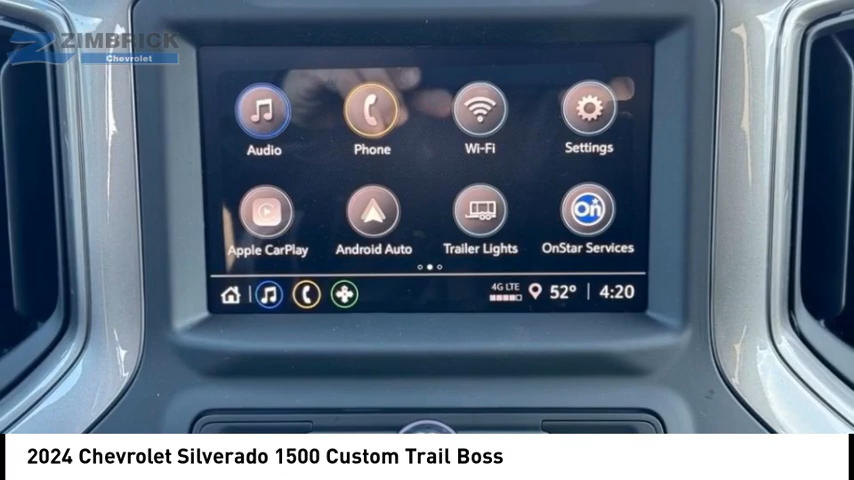 ZIMBRICK
Chevrolet
Audio Phone Wi-Fi Settings
Apple CarPlay Android Auto Trailer Lights On OnStar Services
4G LTE 52° 4:20
2024 Chevrolet Silverado 1500 Custom Trail Boss